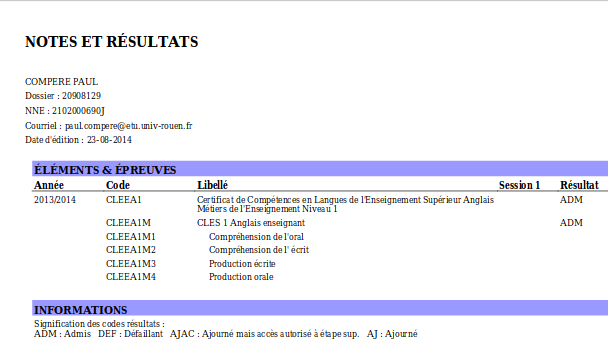 NOTES ET RÉSULTATS
COMPERE PAUL
Dossier : 20908129
NNE : 2102000690J
Courriel : paul.compere@etu.univ-rouen.fr
Date d'édition : 23-08-2014
ÉLÉMENTS & ÉPREUVES
Année Code Libellé Session 1 Résultat
2013/2014 CLEEA1 Certificat de Compétences en Langues de l'Enseignement Supérieur Anglais ADM
Métiers de l'Enseignement Niveau 1
CLEEA1M CLES 1 Anglais enseignant ADM
CLEEA1M1 Compréhension de l'oral
CLEEA1M2 Compréhension de l' écrit
CLEEA1M3 Production écrite
CLEEA1M4 Production orale
INFORMATIONS
Signification des codes résultats :
ADM : Admis DEF : Défaillant AJAC : Ajourné mais accès autorisé à étape sup. AJ : Ajourné